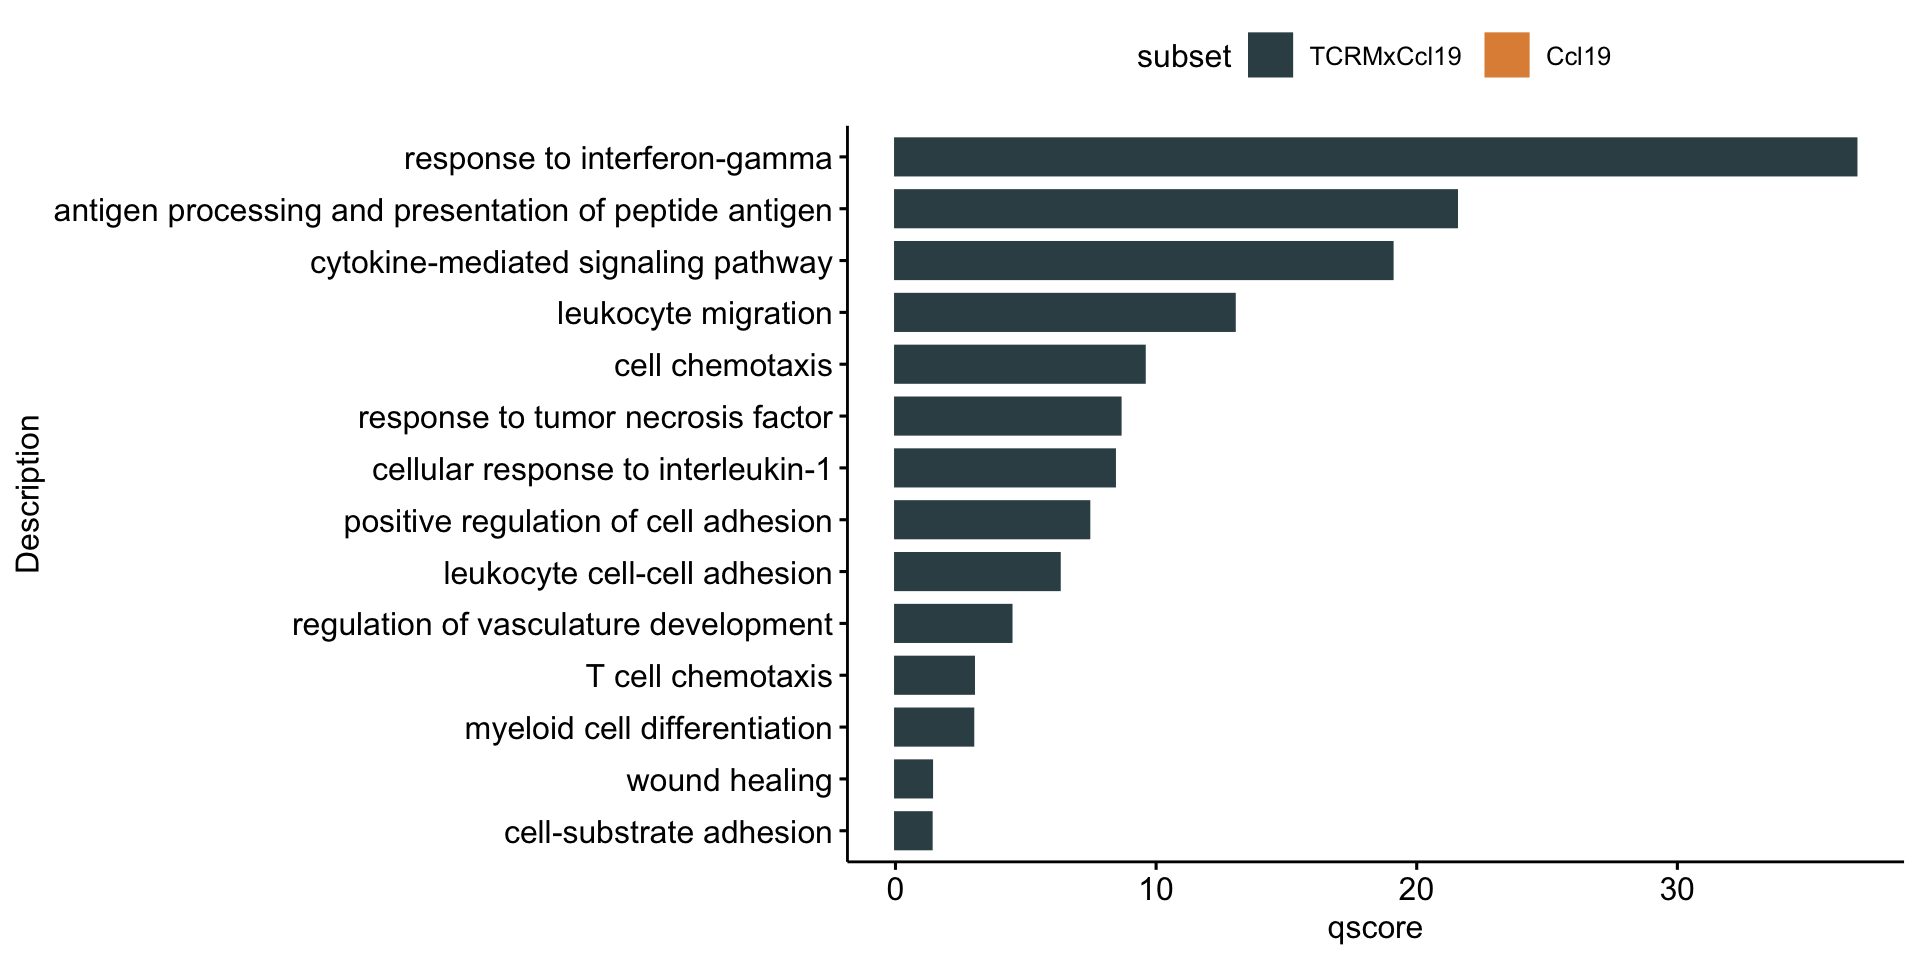 subset TCRMxCcl19 Ccl19
response to interferon-gamma
antigen processing and presentation of peptide antigen
cytokine-mediated signaling pathway
leukocyte migration
cell chemotaxis
response to tumor necrosis factor
cellular response to interleukin-1
positive regulation of cell adhesion
leukocyte cell-cell adhesion
regulation of vasculature development
T cell chemotaxis
myeloid cell differentiation
wound healing
cell-substrate adhesion
Description
0 10 20 30
qscore